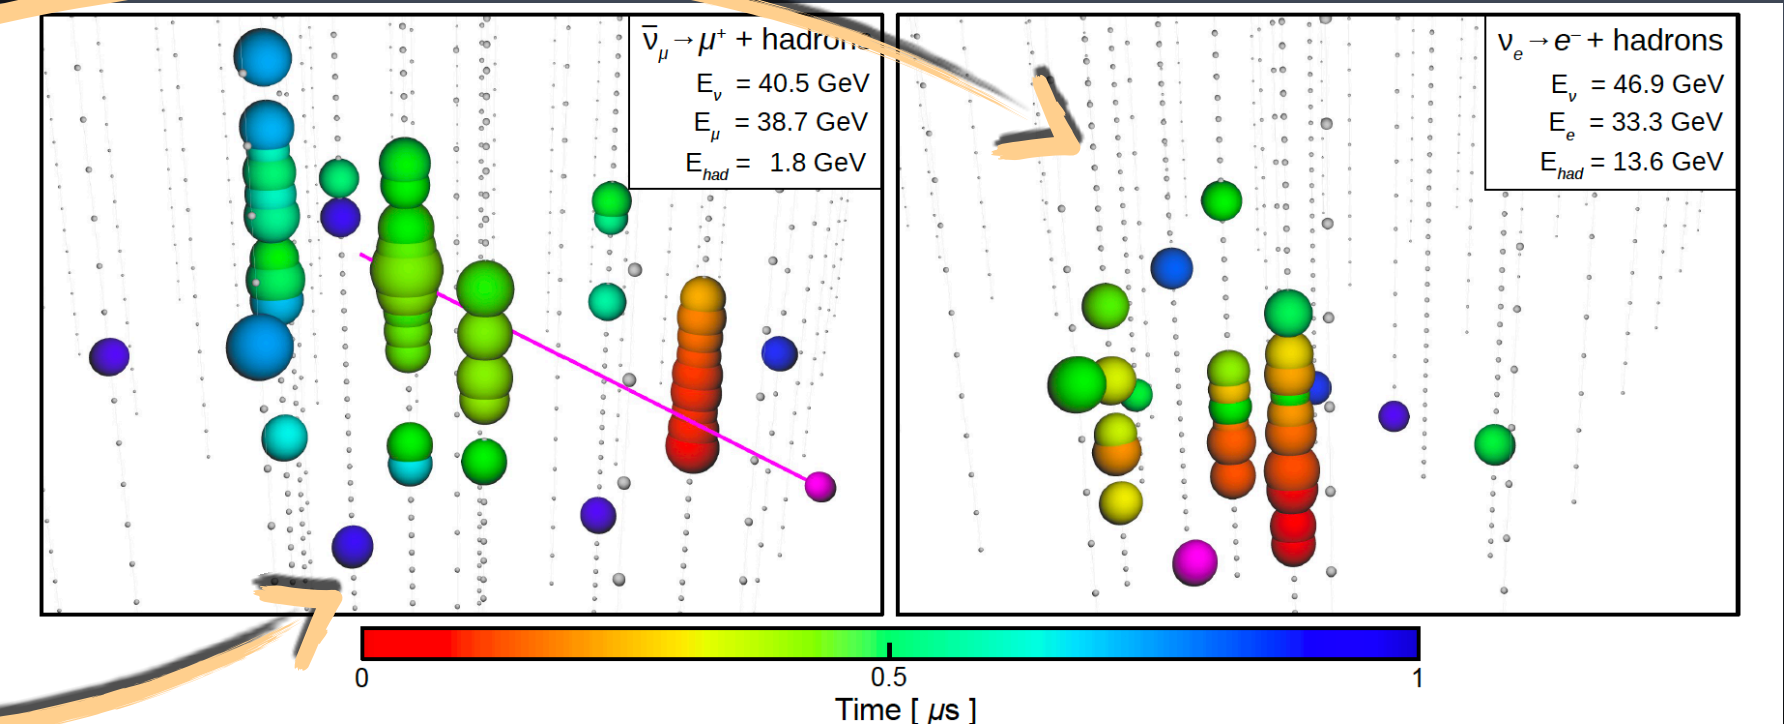 ν̅μ → μ⁺ + hadrons
Eν = 40.5 GeV
Eμ = 38.7 GeV
Ehad = 1.8 GeV
νe → e⁻ + hadrons
Eν = 46.9 GeV
Ee = 33.3 GeV
Ehad = 13.6 GeV
0 0.5 1
Time [ μs ]